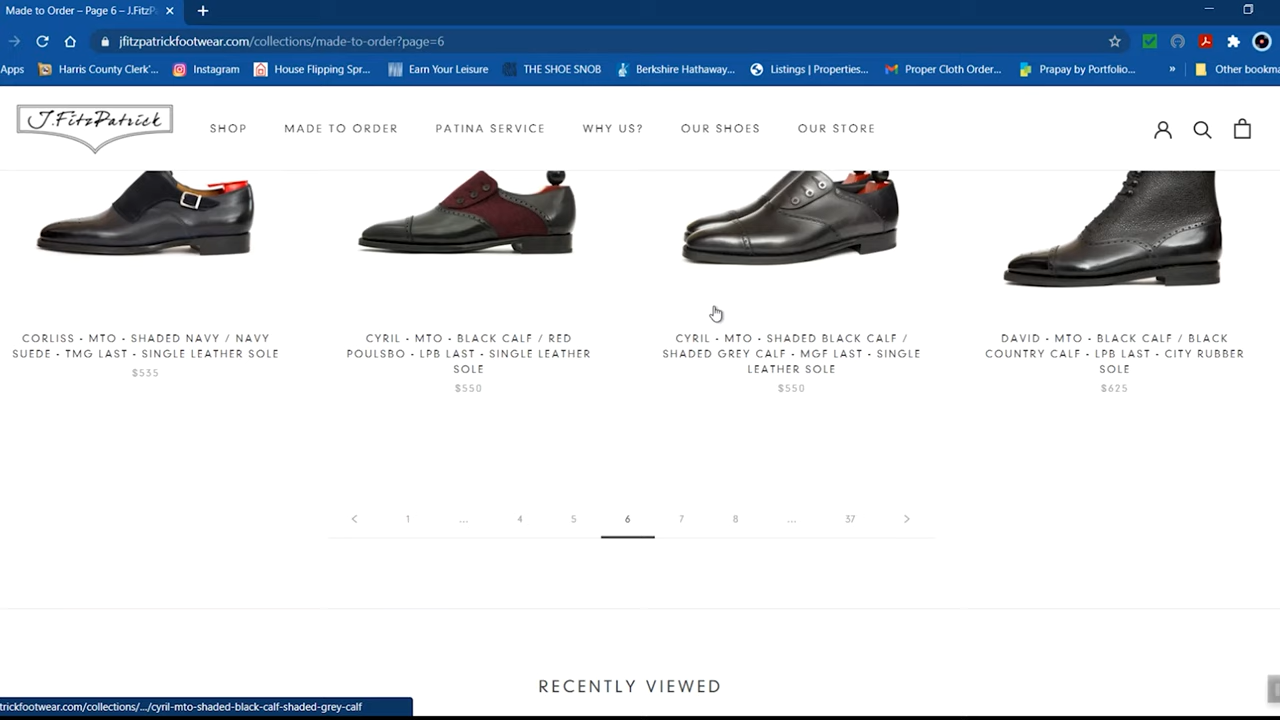 Made to Order – Page 6 – J.FitzP
jfitzpatrickfootwear.com/collections/made-to-order?page=6
Apps Harris County Clerk'... Instagram House Flipping Spr... Earn Your Leisure THE SHOE SNOB Berkshire Hathaway... Listings | Properties... Proper Cloth Order... Prapay by Portfolio... » Other bookma
J.FitzPatrick SHOP MADE TO ORDER PATINA SERVICE WHY US? OUR SHOES OUR STORE
CORLISS - MTO - SHADED NAVY / NAVY
SUEDE - TMG LAST - SINGLE LEATHER SOLE
$535
CYRIL - MTO - BLACK CALF / RED
POULSBO - LPB LAST - SINGLE LEATHER
SOLE
$550
CYRIL - MTO - SHADED BLACK CALF /
SHADED GREY CALF - MGF LAST - SINGLE
LEATHER SOLE
$550
DAVID - MTO - BLACK CALF / BLACK
COUNTRY CALF - LPB LAST - CITY RUBBER
SOLE
$625
< 1 ... 4 5 6 7 8 ... 37 >
RECENTLY VIEWED
trickfootwear.com/collections/.../cyril-mto-shaded-black-calf-shaded-grey-calf